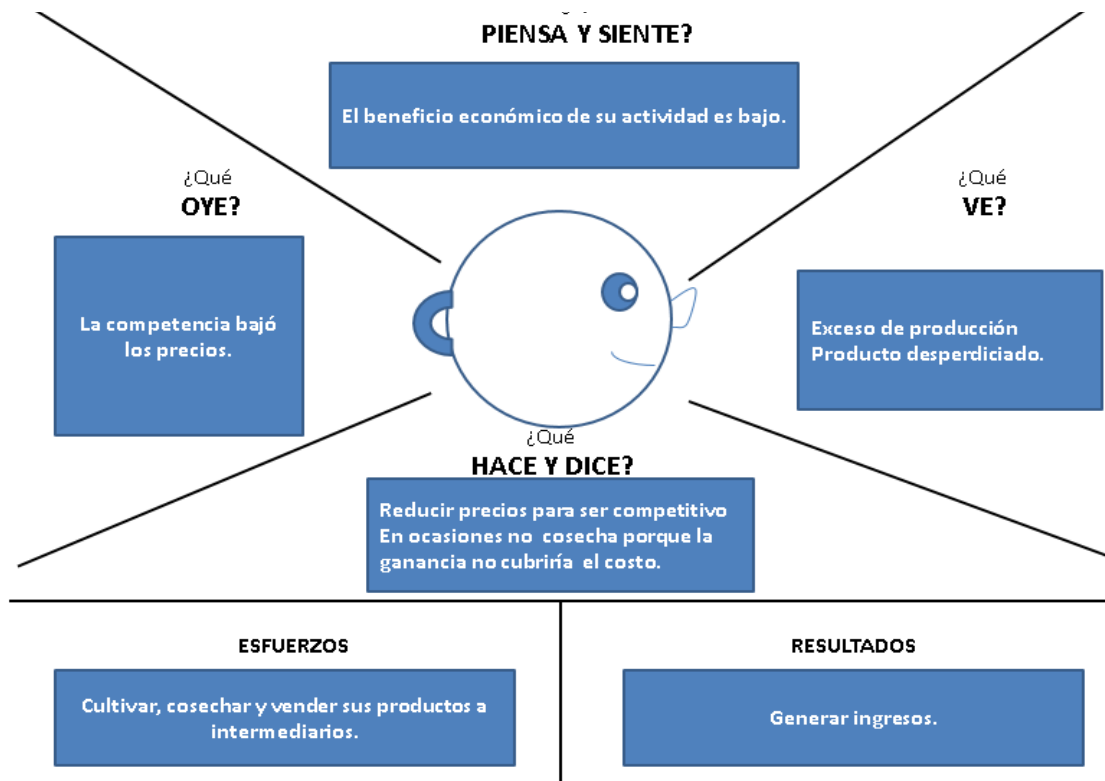 PIENSA Y SIENTE?
El beneficio económico de su actividad es bajo.
¿Qué
OYE?
La competencia bajó
los precios.
¿Qué
VE?
Exceso de producción
Producto desperdiciado.
¿Qué
HACE Y DICE?
Reducir precios para ser competitivo
En ocasiones no cosecha porque la
ganancia no cubriría el costo.
ESFUERZOS
Cultivar, cosechar y vender sus productos a
intermediarios.
RESULTADOS
Generar ingresos.